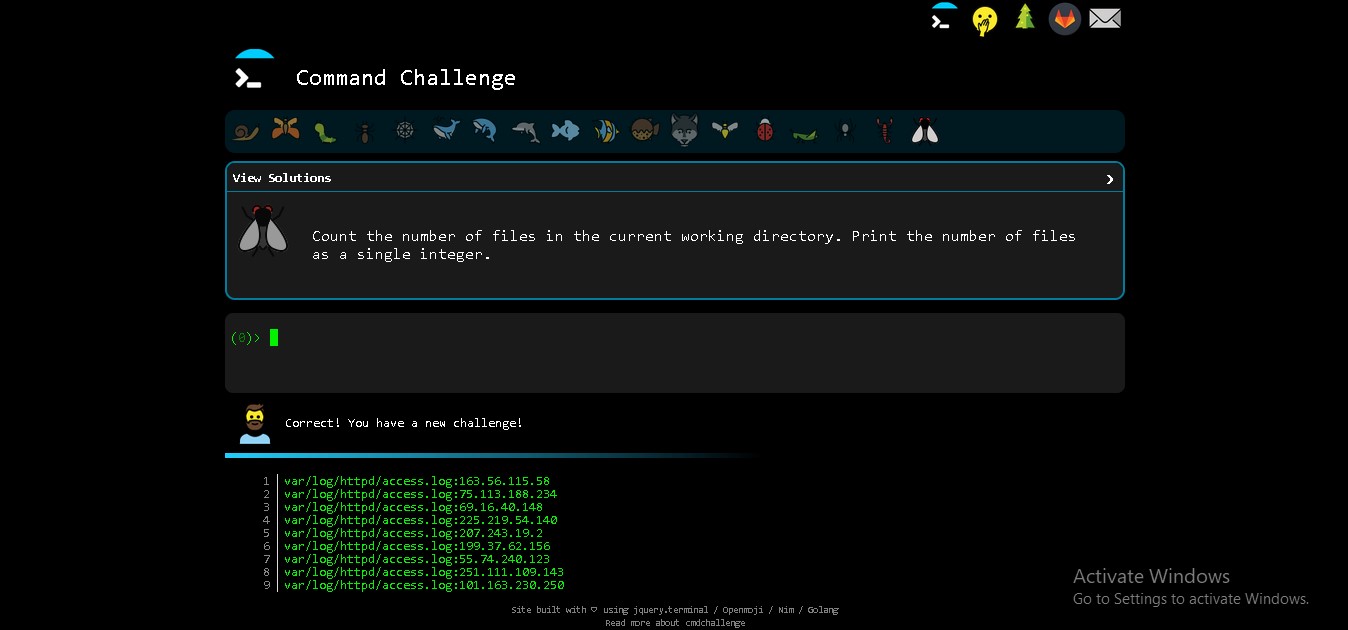 Command Challenge
View Solutions
Count the number of files in the current working directory. Print the number of files
as a single integer.
(0)>
Correct! You have a new challenge!
1 var/log/httpd/access.log:163.56.115.58
2 var/log/httpd/access.log:75.113.188.234
3 var/log/httpd/access.log:69.16.40.148
4 var/log/httpd/access.log:225.219.54.140
5 var/log/httpd/access.log:207.243.19.2
6 var/log/httpd/access.log:199.37.62.156
7 var/log/httpd/access.log:55.74.240.123
8 var/log/httpd/access.log:251.111.109.143
9 var/log/httpd/access.log:101.163.230.250
Activate Windows
Go to Settings to activate Windows.
Site built with ♡ using jquery.terminal / Openmoji / Nim / Golang
Read more about cmdchallenge